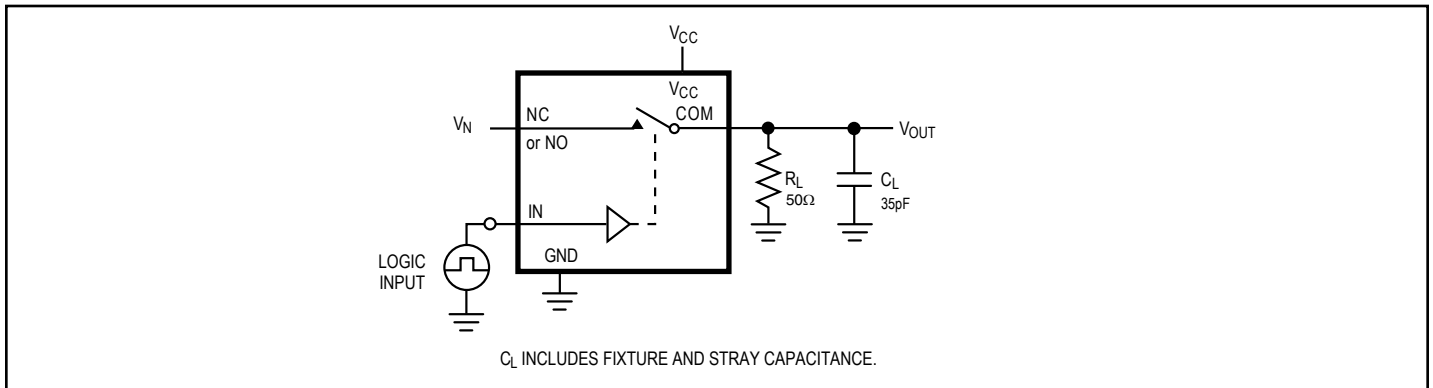 VCC
VCC
VN
NC
COM
VOUT
or NO
RL
50Ω
CL
35pF
IN
LOGIC
INPUT
GND
CL INCLUDES FIXTURE AND STRAY CAPACITANCE.